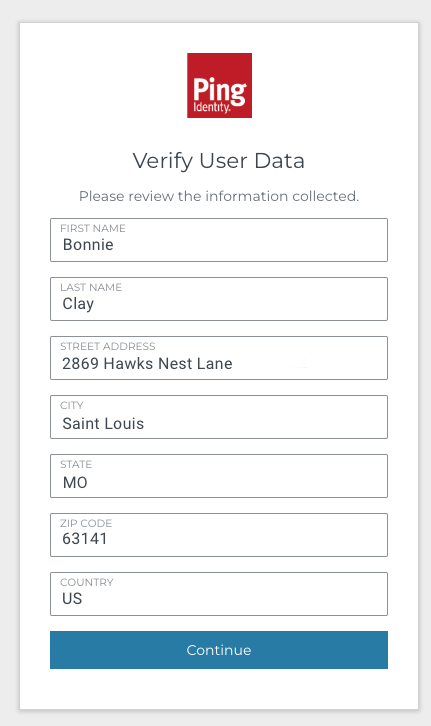 Ping
Identity.
Verify User Data
Please review the information collected.
FIRST NAME
Bonnie
LAST NAME
Clay
STREET ADDRESS
2869 Hawks Nest Lane
CITY
Saint Louis
STATE
MO
ZIP CODE
63141
COUNTRY
US
Continue